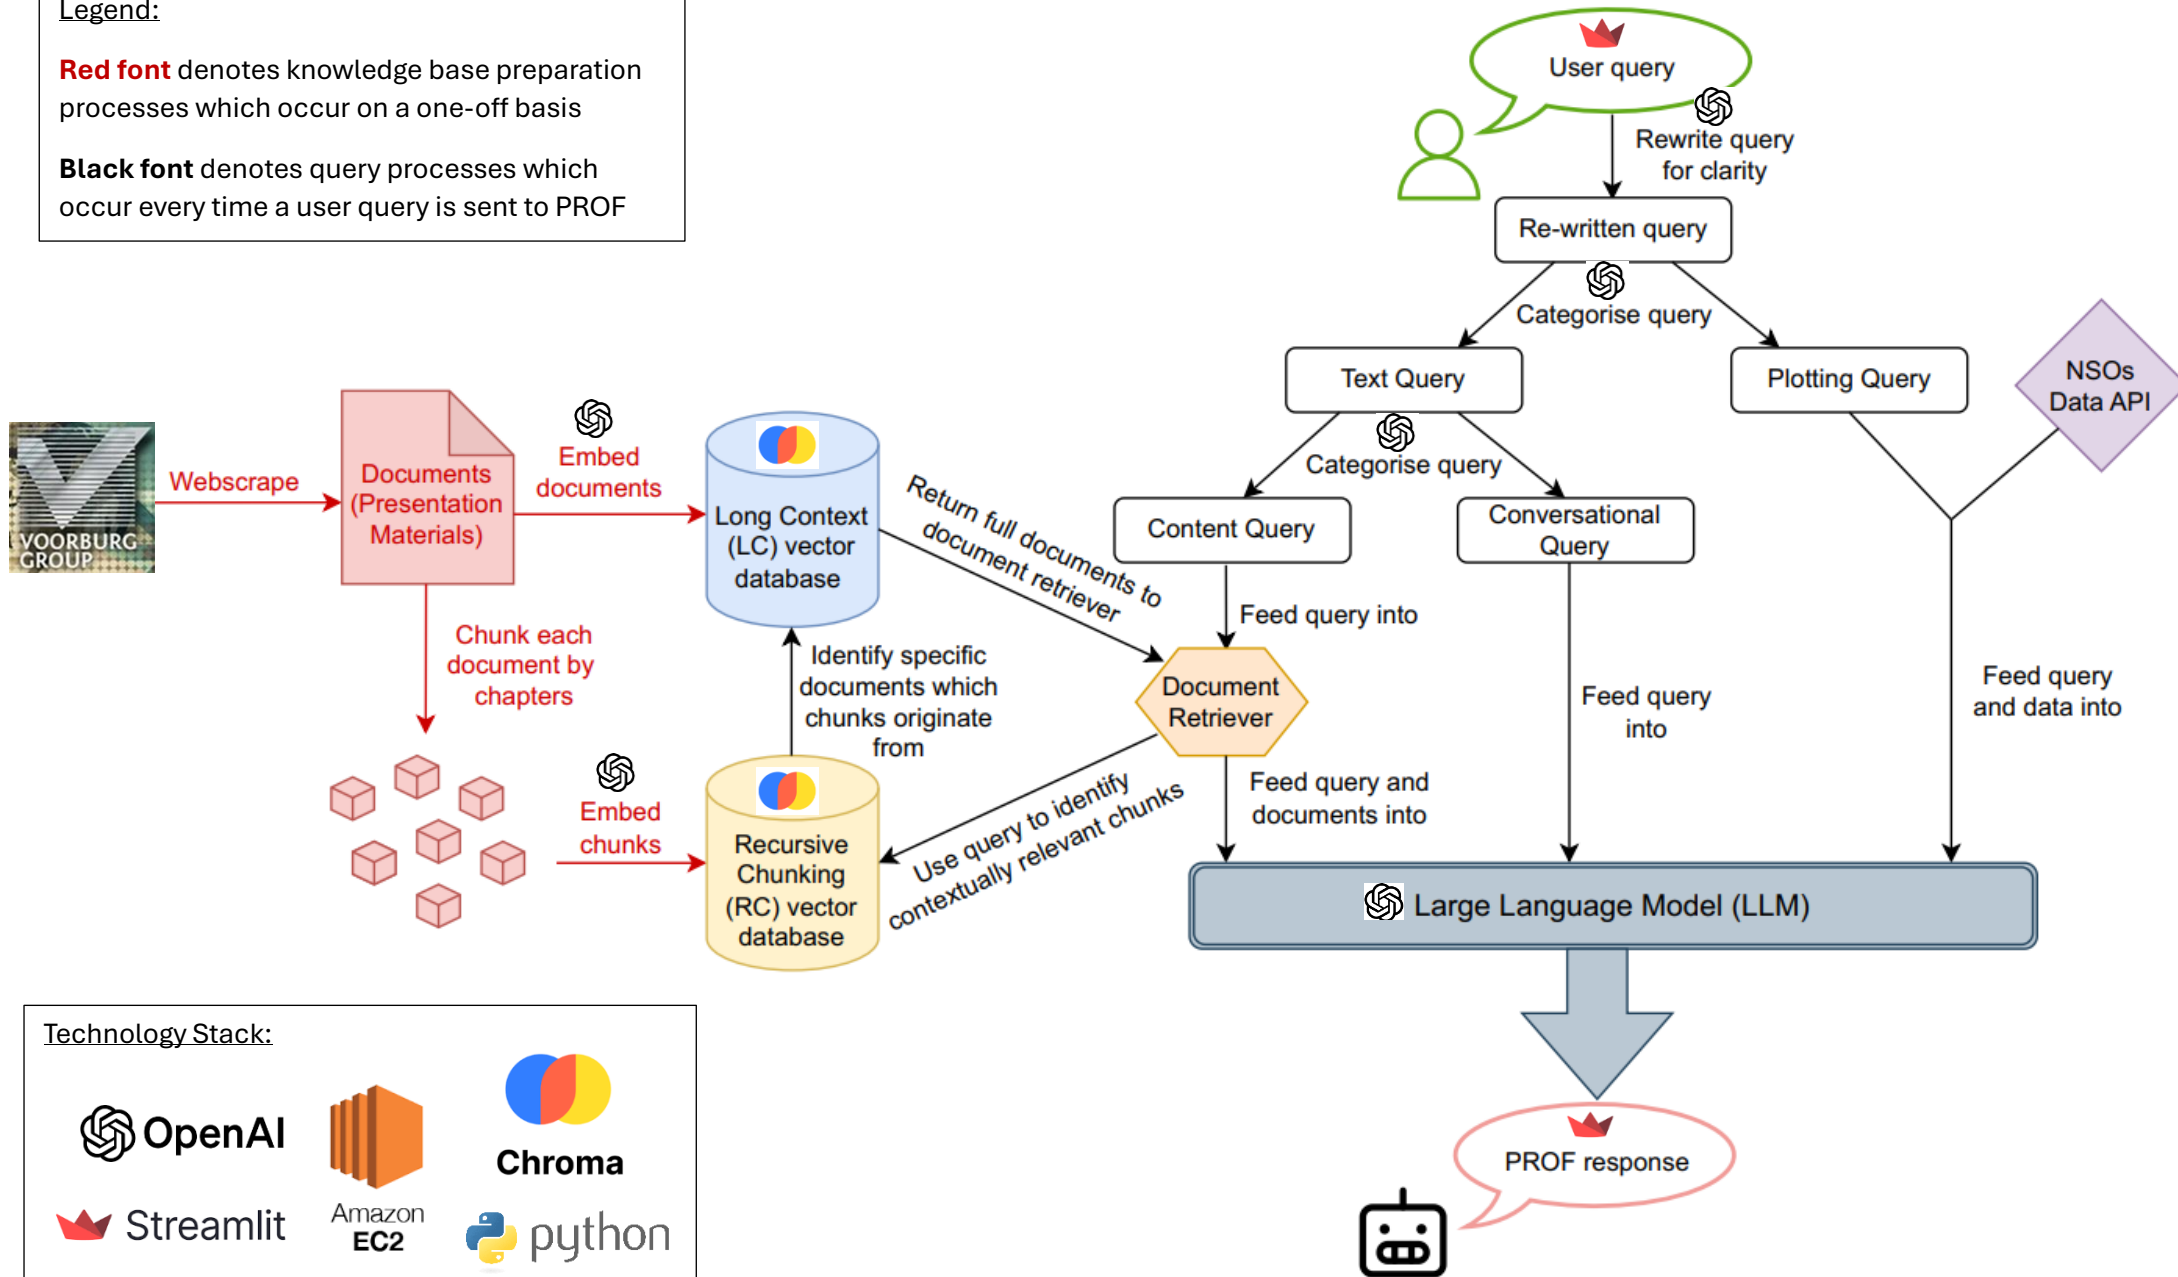 Legend:
Red font denotes knowledge base preparation
processes which occur on a one-off basis
Black font denotes query processes which
occur every time a user query is sent to PROF
User query
Rewrite query
for clarity
Re-written query
Categorise query
Text Query
Plotting Query
NSOs
Data API
Categorise query
Content Query
Conversational
Query
VOORBURG
GROUP
Webscrape
Documents
(Presentation
Materials)
Embed
documents
Long Context
(LC) vector
database
Return full documents to
document retriever
Feed query into
Chunk each
document by
chapters
Identify specific
documents which
chunks originate
from
Document
Retriever
Feed query
into
Feed query
and data into
Embed
chunks
Recursive
Chunking
(RC) vector
database
Use query to identify
contextually relevant chunks
Feed query and
documents into
Large Language Model (LLM)
PROF response
Technology Stack:
OpenAI
Amazon
EC2
Chroma
Streamlit
python